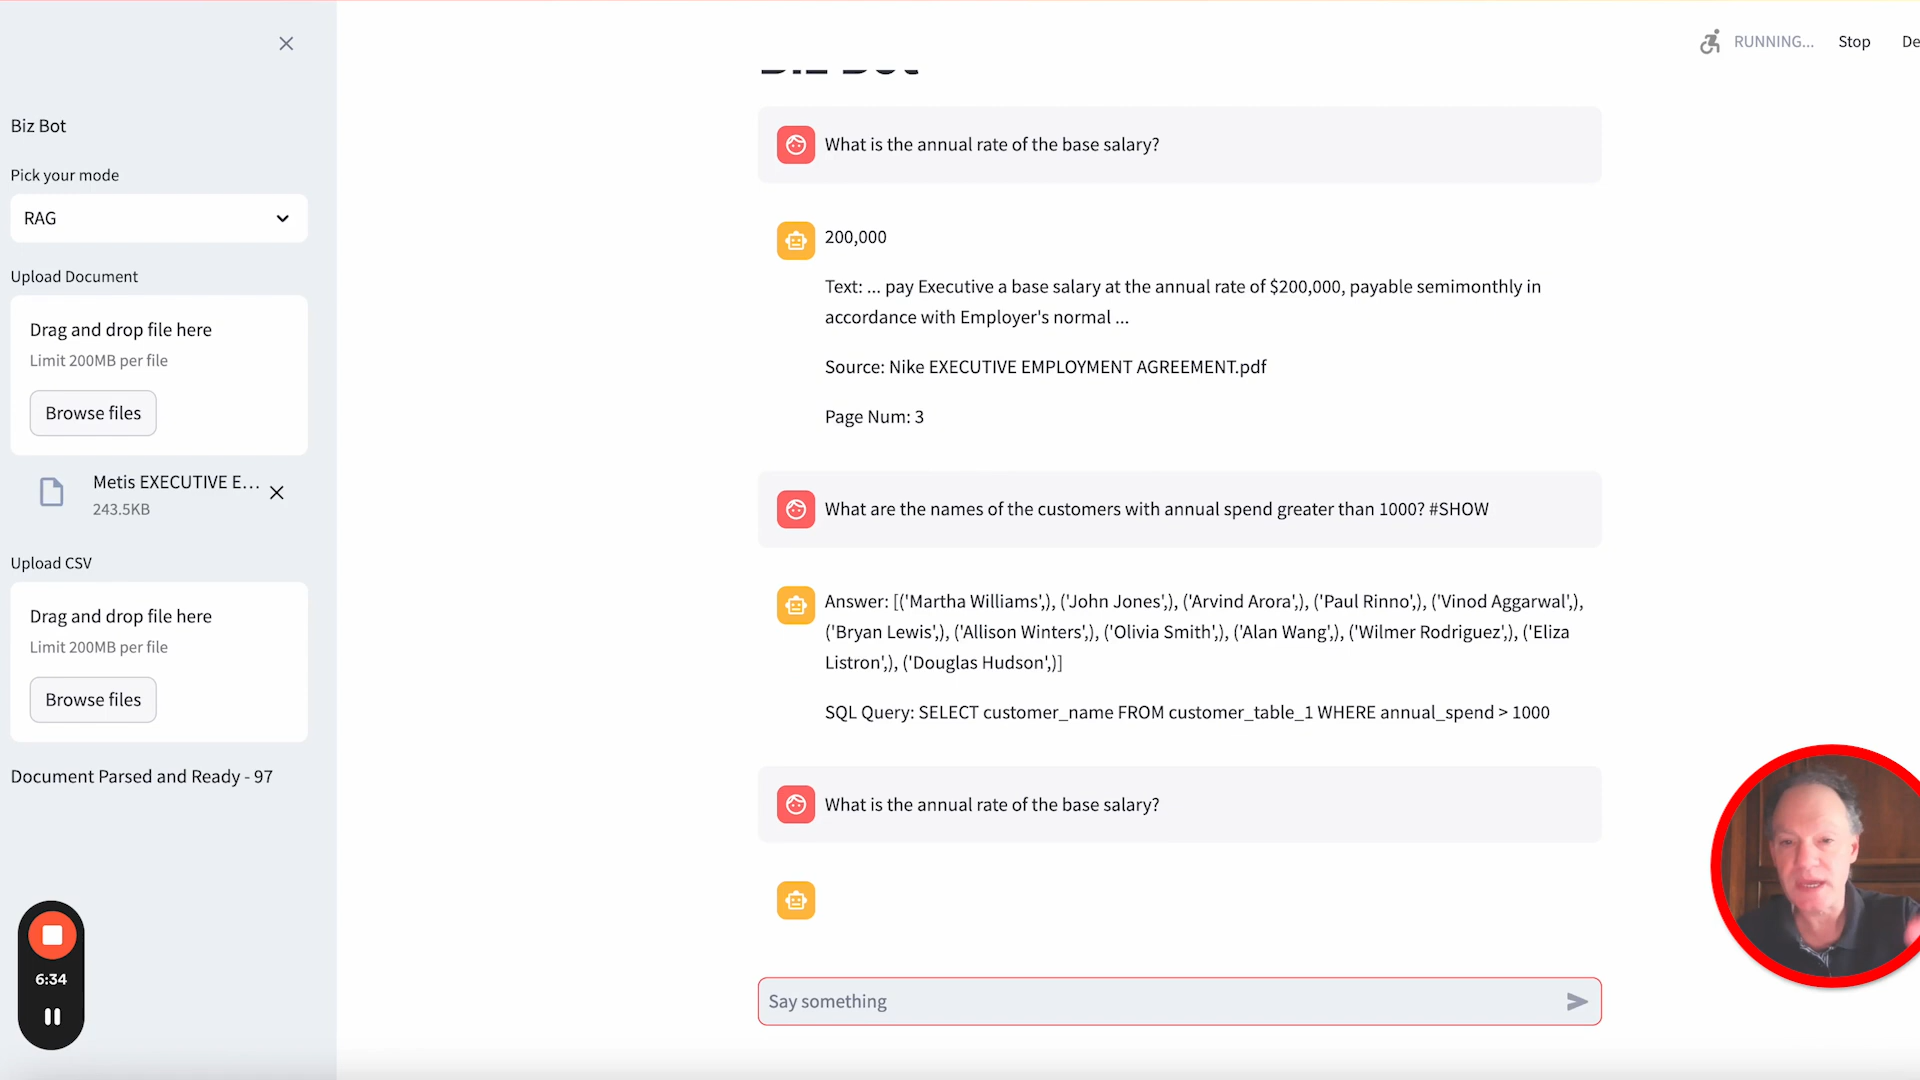 RUNNING...
Stop
De
Biz Bot
Biz Bot
Pick your mode
RAG
Upload Document
Drag and drop file here
Limit 200MB per file
Browse files
Metis EXECUTIVE E...
243.5KB
Upload CSV
Drag and drop file here
Limit 200MB per file
Browse files
Document Parsed and Ready - 97
6:34
What is the annual rate of the base salary?
200,000
Text: ... pay Executive a base salary at the annual rate of $200,000, payable semimonthly in
accordance with Employer's normal ...
Source: Nike EXECUTIVE EMPLOYMENT AGREEMENT.pdf
Page Num: 3
What are the names of the customers with annual spend greater than 1000? #SHOW
Answer: [('Martha Williams',), ('John Jones',), ('Arvind Arora',), ('Paul Rinno',), ('Vinod Aggarwal',),
('Bryan Lewis',), ('Allison Winters',), ('Olivia Smith',), ('Alan Wang',), ('Wilmer Rodriguez',), ('Eliza
Listron',), ('Douglas Hudson',)]
SQL Query: SELECT customer_name FROM customer_table_1 WHERE annual_spend > 1000
What is the annual rate of the base salary?
Say something